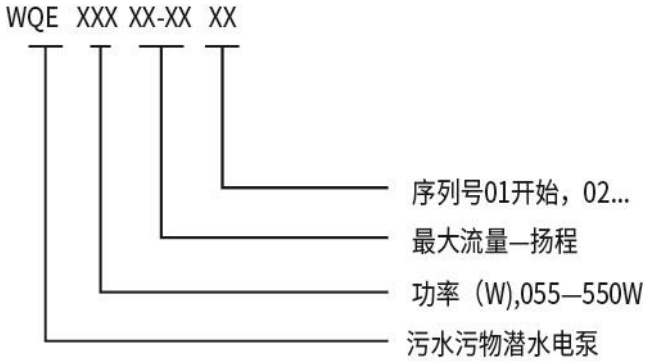 WQE XXX XX-XX XX
序列号01开始，02...
最大流量—扬程
功率（W),055—550W
污水污物潜水电泵